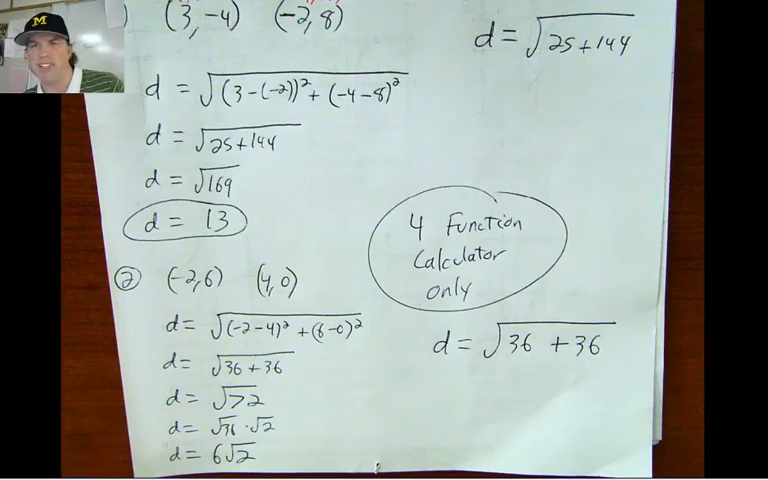 M
) (3, -4) (-2, 8)
d = √(25 + 144)
d = √((3 - (-2))² + (-4 - 8)²)
d = √(25 + 144)
d = √169
d = 13
4 Function
Calculator
only
② (-2, 6) (4, 0)
d = √((-2 - 4)² + (6 - 0)²)
d = √(36 + 36)
d = √72
d = √36 · √2
d = 6√2
d = √(36 + 36)